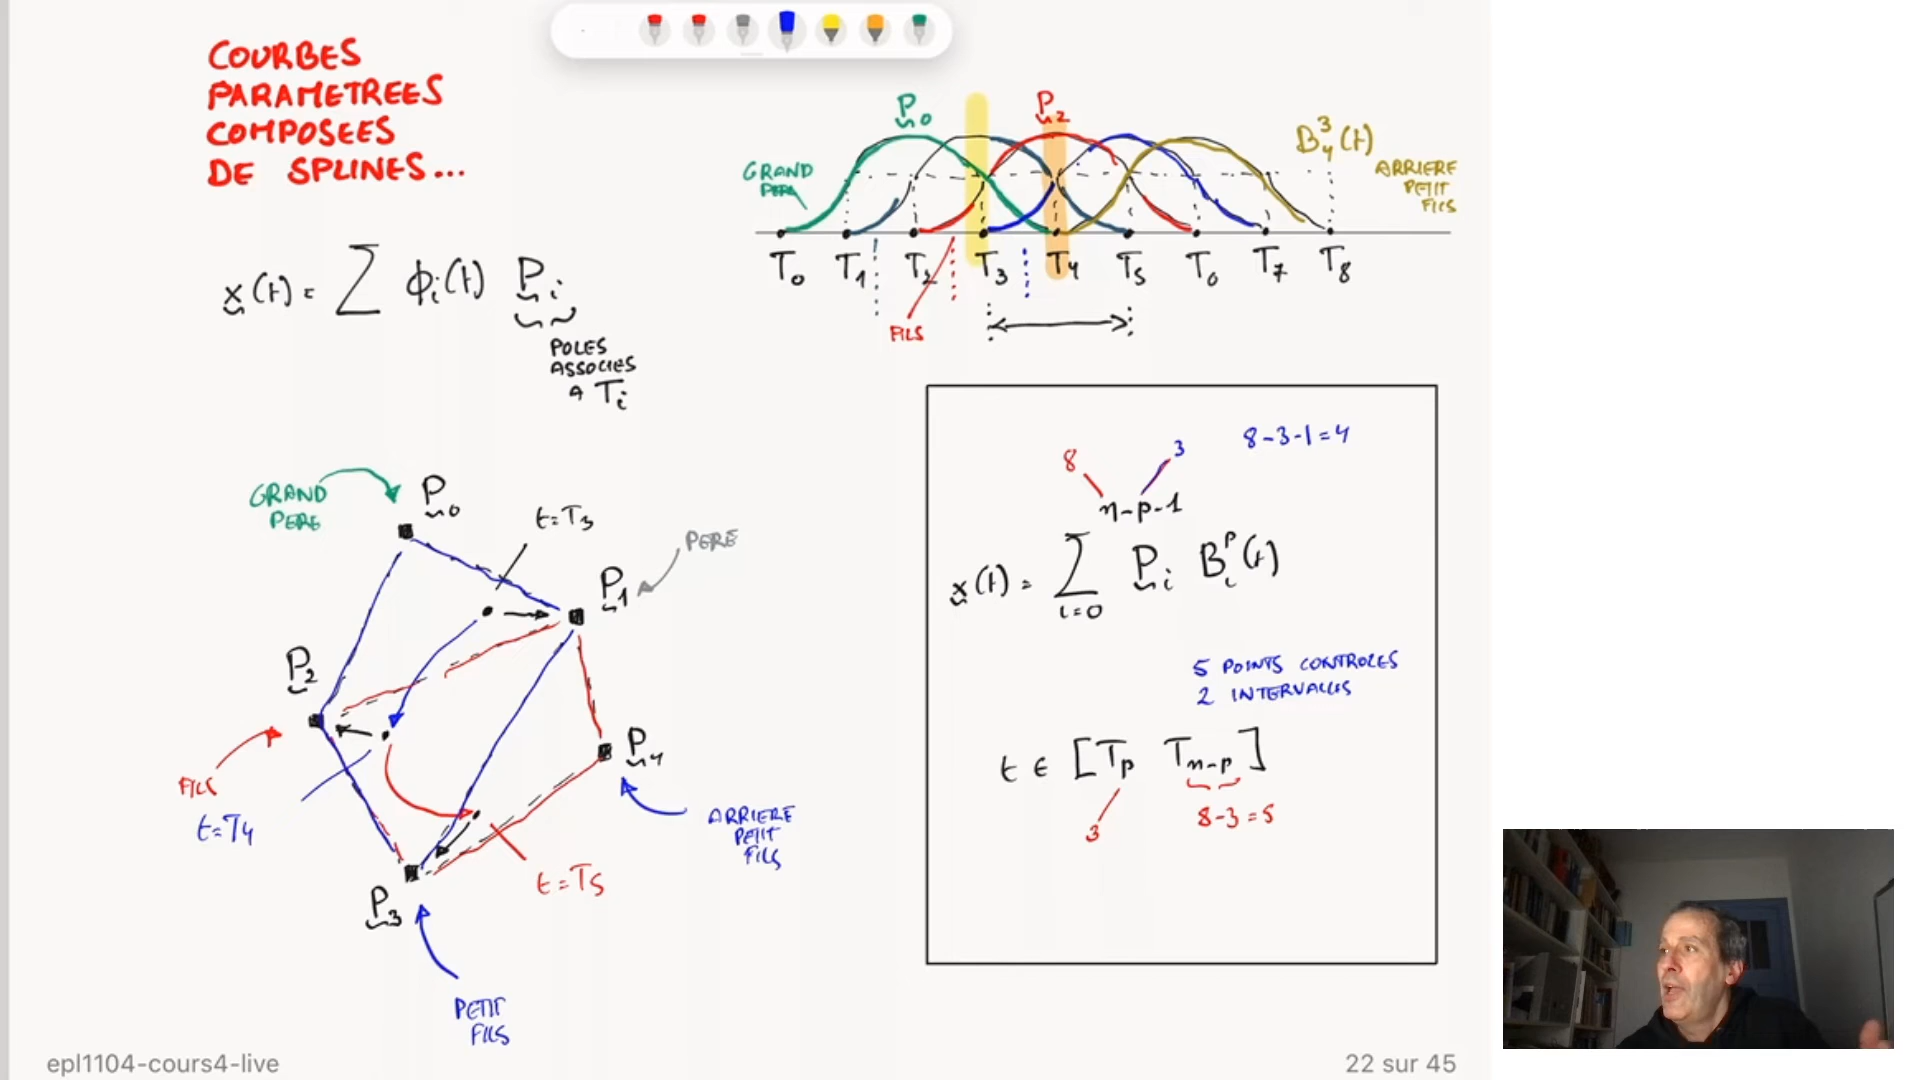 COURBES
PARAMETREES
COMPOSEES
DE SPLINES...
x(t) = ∑ ϕi(t) Pi
POLES
ASSOCIES
A Ti
P0
P2
B4^3(t)
GRAND
PERE
ARRIERE
PETIT
FILS
T0 T1 T2 T3 T4 T5 T6 T7 T8
FILS
8 3 8-3-1=4
n-p-1
x(t) = ∑ Pi Bi^p(t)
i=0
5 POINTS CONTROLES
2 INTERVALLES
t ∈ [Tp Tn-p]
3 8-3=5
GRAND
PERE
P0
t=T3
PERE
P1
P2
FILS
t=T4
P4
ARRIERE
PETIT
FILS
t=T5
P3
PETIT
FILS
epl1104-cours4-live
22 sur 45